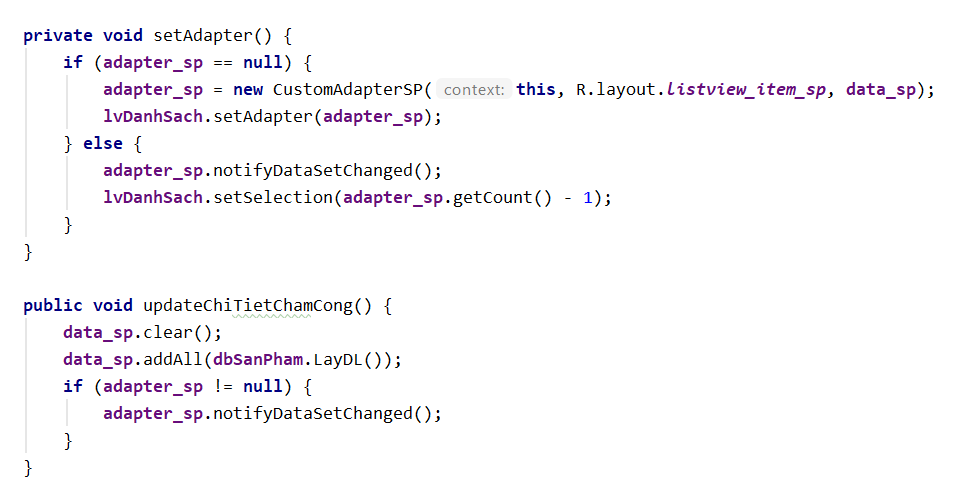 private void setAdapter() {
    if (adapter_sp == null) {
        adapter_sp = new CustomAdapterSP( context: this, R.layout.listview_item_sp, data_sp);
        lvDanhSach.setAdapter(adapter_sp);
    } else {
        adapter_sp.notifyDataSetChanged();
        lvDanhSach.setSelection(adapter_sp.getCount() - 1);
    }
}
public void updateChiTietChamCong() {
    data_sp.clear();
    data_sp.addAll(dbSanPham.LayDL());
    if (adapter_sp != null) {
        adapter_sp.notifyDataSetChanged();
    }
}